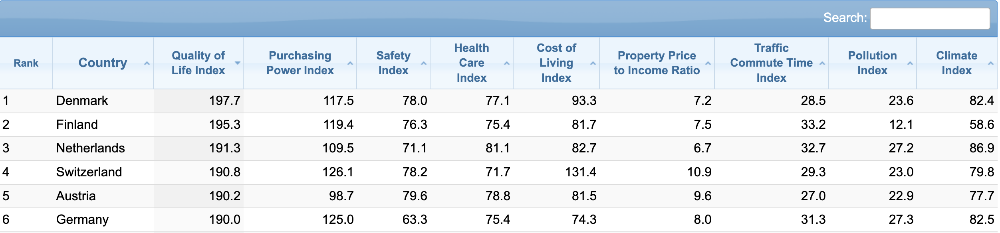 Search:
Rank Country Quality of Life Index Purchasing Power Index Safety Index Health Care Index Cost of Living Index Property Price to Income Ratio Traffic Commute Time Index Pollution Index Climate Index
1 Denmark 197.7 117.5 78.0 77.1 93.3 7.2 28.5 23.6 82.4
2 Finland 195.3 119.4 76.3 75.4 81.7 7.5 33.2 12.1 58.6
3 Netherlands 191.3 109.5 71.1 81.1 82.7 6.7 32.7 27.2 86.9
4 Switzerland 190.8 126.1 78.2 71.7 131.4 10.9 29.3 23.0 79.8
5 Austria 190.2 98.7 79.6 78.8 81.5 9.6 27.0 22.9 77.7
6 Germany 190.0 125.0 63.3 75.4 74.3 8.0 31.3 27.3 82.5